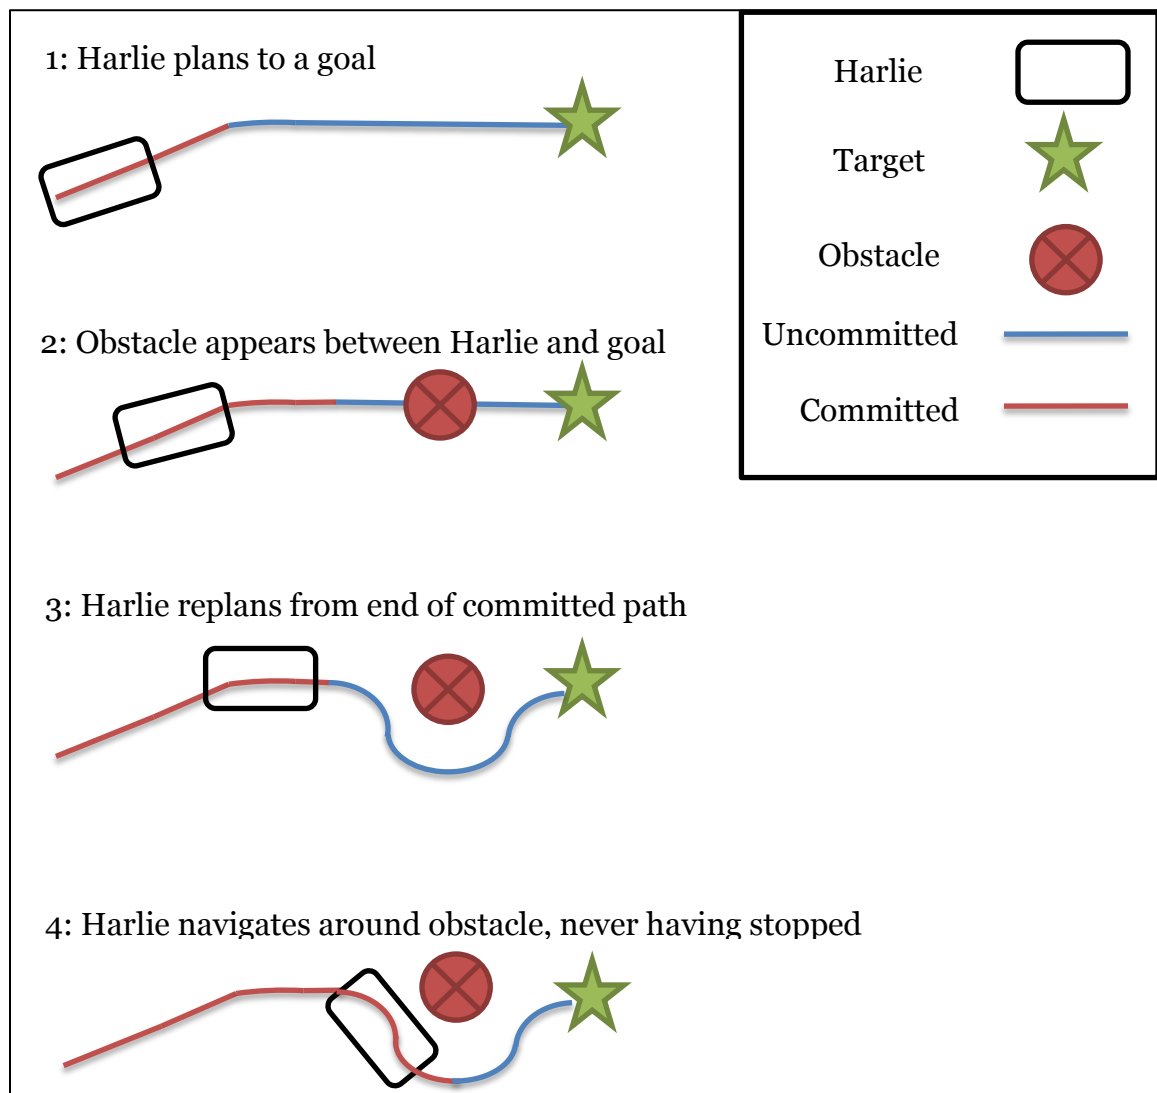 1: Harlie plans to a goal
Harlie
Target
Obstacle
Uncommitted
Committed
2: Obstacle appears between Harlie and goal
3: Harlie replans from end of committed path
4: Harlie navigates around obstacle, never having stopped